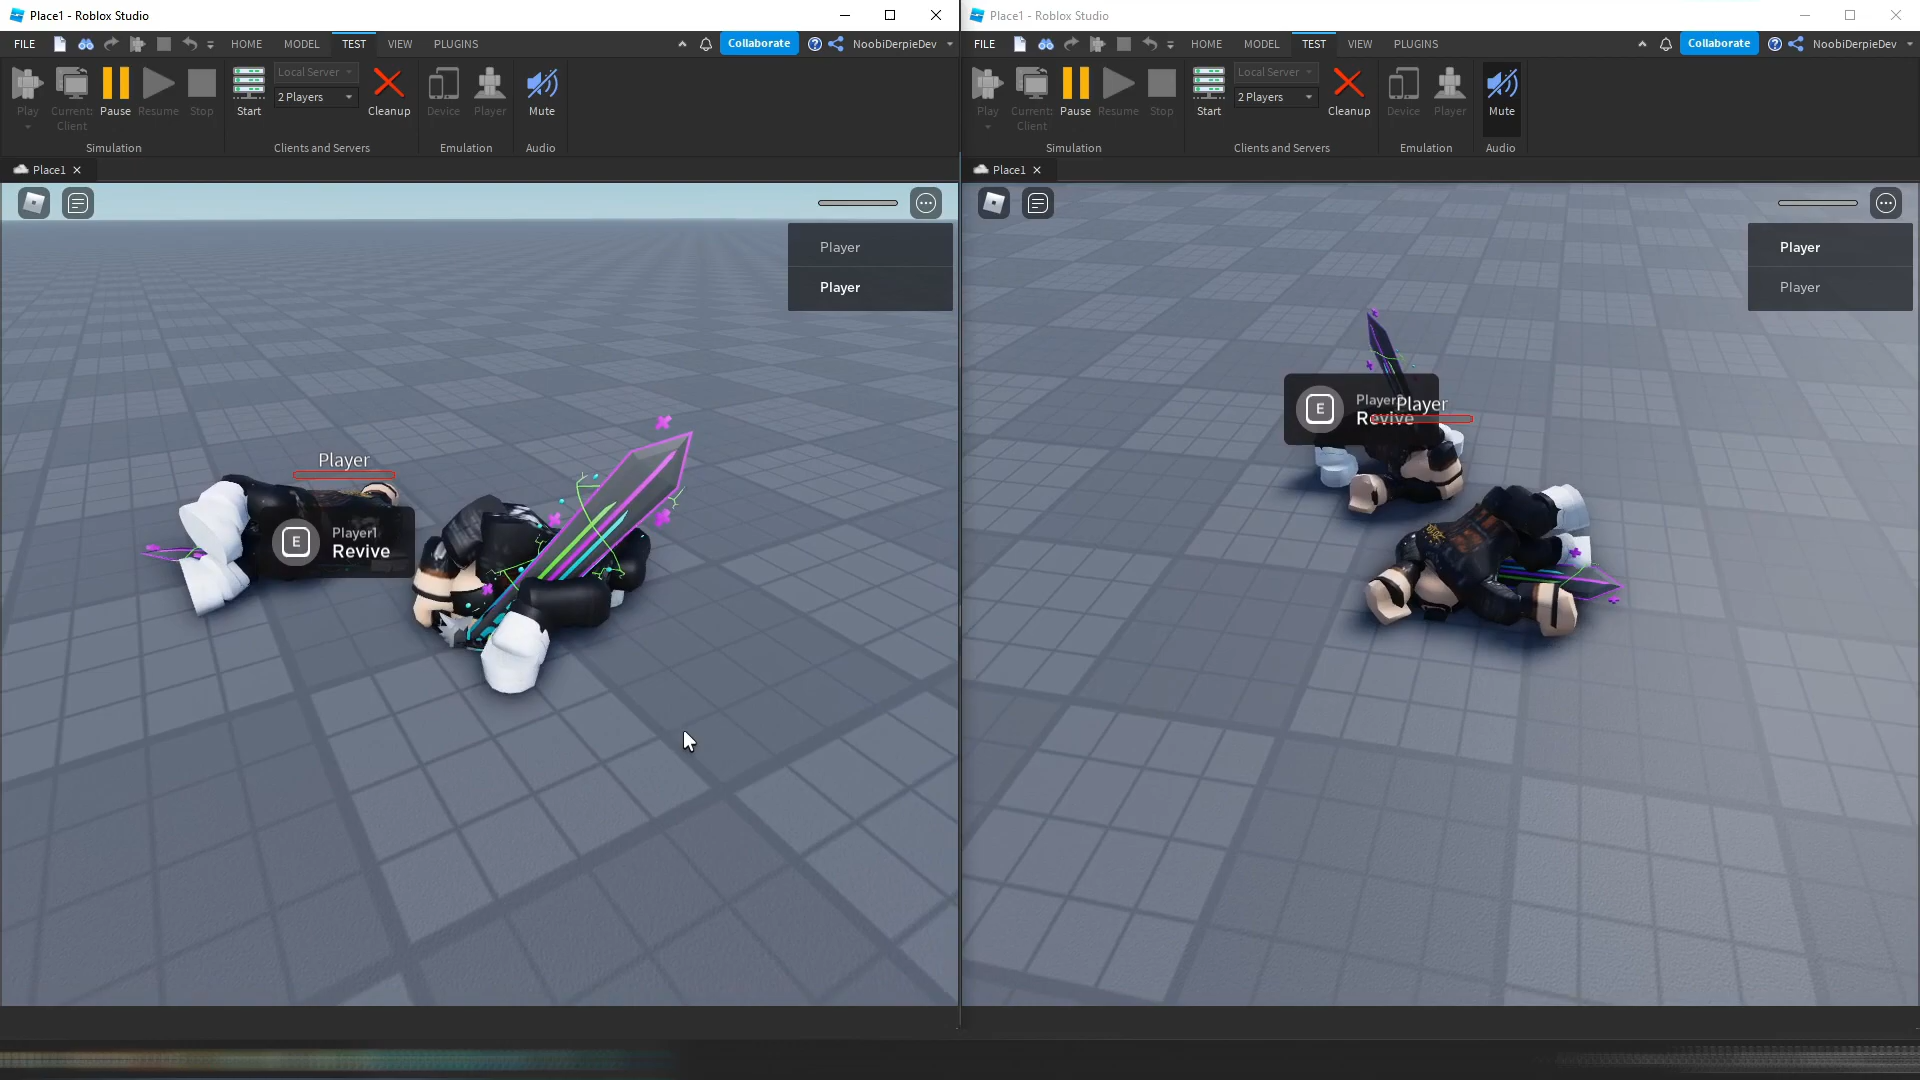 Place1 - Roblox Studio
FILE HOME MODEL TEST VIEW PLUGINS Collaborate NoobiDerpieDev
Local Server
2 Players
Play Current: Client Pause Resume Stop Start Cleanup Device Player Mute
Simulation Clients and Servers Emulation Audio
Place1
Player
Player
Player
E Player1
Revive
Place1 - Roblox Studio
FILE HOME MODEL TEST VIEW PLUGINS Collaborate NoobiDerpieDev
Local Server
2 Players
Play Current: Client Pause Resume Stop Start Cleanup Device Player Mute
Simulation Clients and Servers Emulation Audio
Place1
Player
Player
Player
E Player
Revive